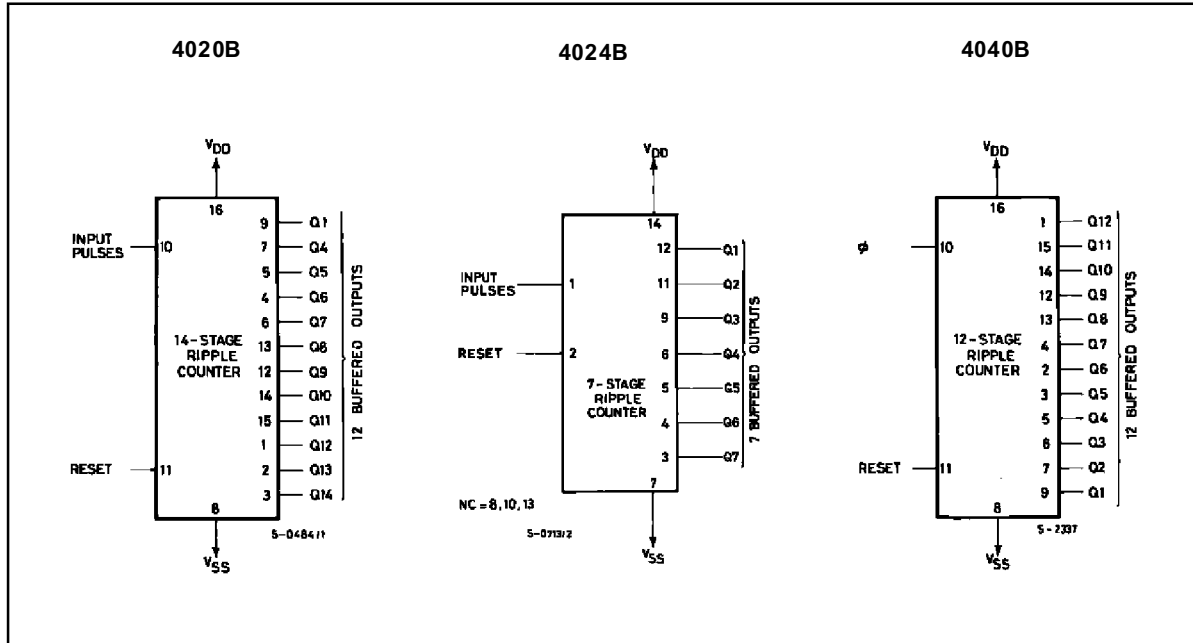 4020B
VDD
16
INPUT PULSES
10
9 Q1
7 Q4
5 Q5
4 Q6
6 Q7
13 Q8
12 Q9
14 Q10
15 Q11
1 Q12
2 Q13
3 Q14
14-STAGE
RIPPLE
COUNTER
12 BUFFERED OUTPUTS
RESET
11
8
S-0484/1
VSS
4024B
VDD
14
INPUT
PULSES
1
RESET
2
12 Q1
11 Q2
9 Q3
6 Q4
5 Q5
4 Q6
3 Q7
7-STAGE
RIPPLE
COUNTER
7 BUFFERED OUTPUTS
7
NC = 8,10,13
S-0713/2
VSS
4040B
VDD
16
ϕ
10
1 Q12
15 Q11
14 Q10
12 Q9
13 Q8
4 Q7
2 Q6
3 Q5
5 Q4
6 Q3
7 Q2
9 Q1
12-STAGE
RIPPLE
COUNTER
12 BUFFERED OUTPUTS
RESET
11
8
S-2337
VSS